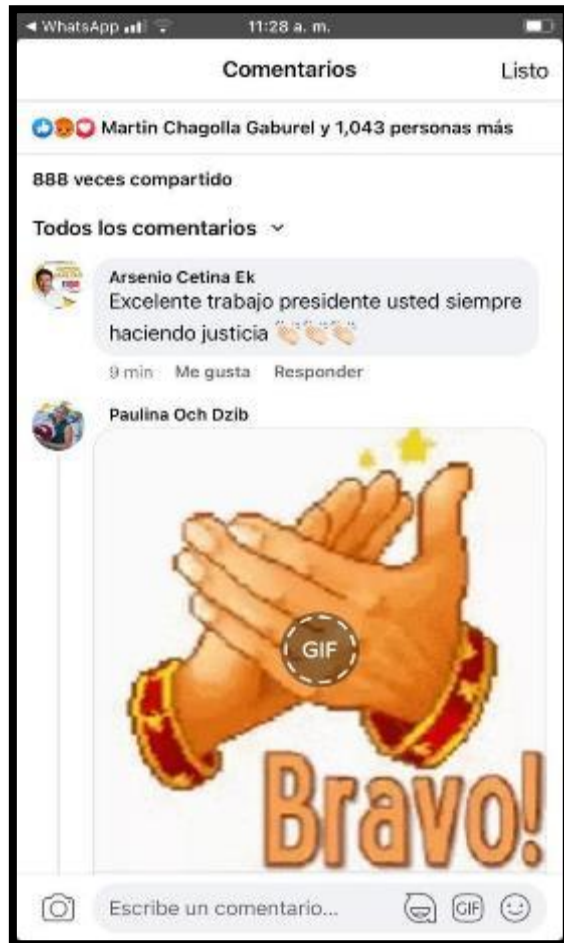 WhatsApp 11:28 a. m.
Comentarios Listo
Martin Chagolla Gaburel y 1,043 personas más
888 veces compartido
Todos los comentarios
Arsenio Cetina Ek
Excelente trabajo presidente usted siempre
haciendo justicia 👏🏻👏🏻👏🏻
9 min Me gusta Responder
Paulina Och Dzib
GIF
Bravo!
Escribe un comentario... GIF